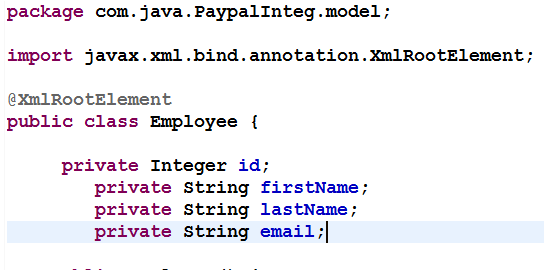 package com.java.PaypalInteg.model;
import javax.xml.bind.annotation.XmlRootElement;
@XmlRootElement
public class Employee {
private Integer id;
private String firstName;
private String lastName;
private String email;